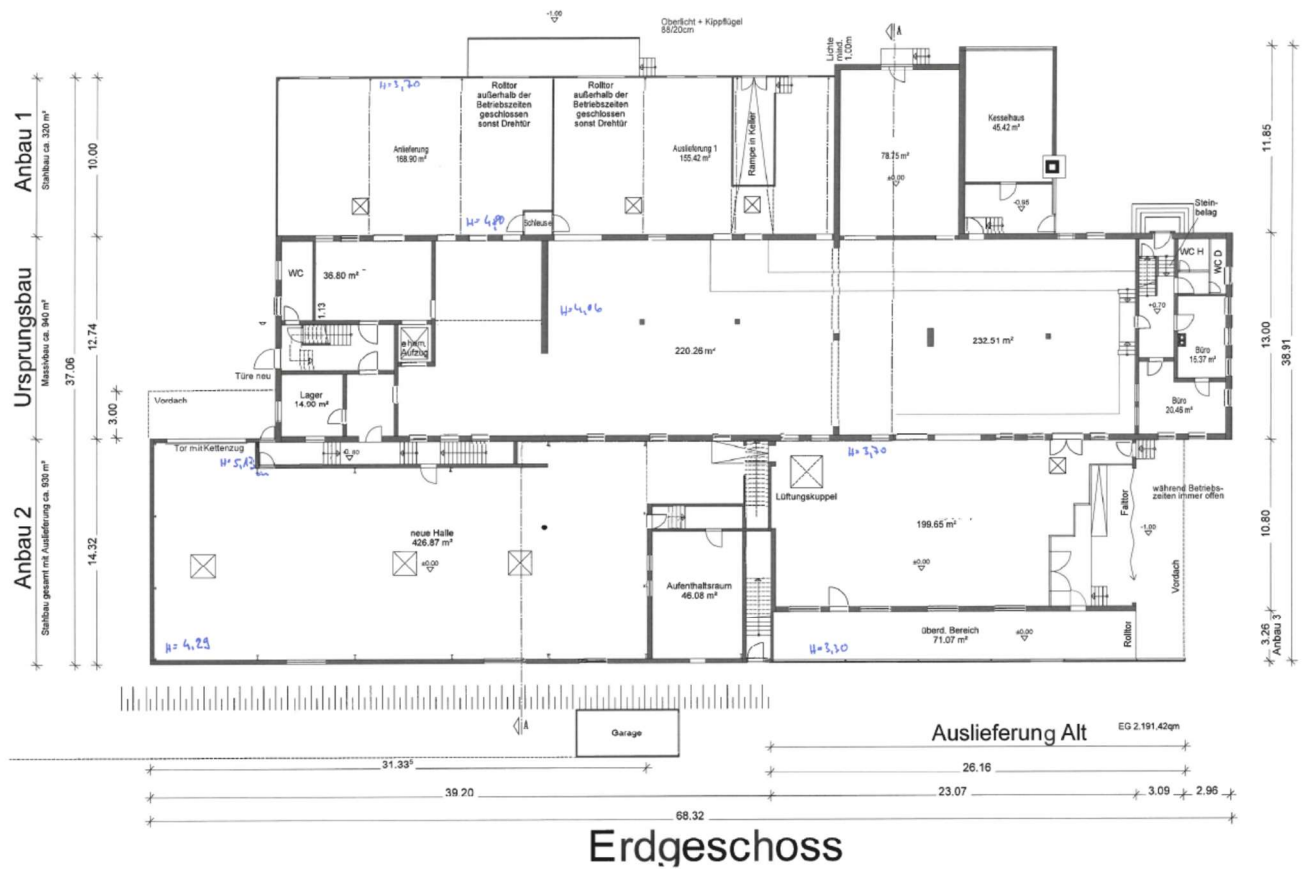 -1.00
Oberlicht + Kippflügel
88/20cm
Lichte
mind.
1.00m
A
H=3,70
Rolltor
außerhalb der
Betriebszeiten
geschlossen
sonst Drehtür
Rolltor
außerhalb der
Betriebszeiten
geschlossen
sonst Drehtür
Anbau 1
Stahlbau ca. 320 m²
10.00
Anlieferung
168.90 m²
Auslieferung 1
155.42 m²
Rampe in Keller
78.75 m²
±0.00
Kesselhaus
45.42 m²
-0.95
11.85
H=4,80
Schleuse
Stein-
belag
Ursprungsbau
Massivbau ca. 940 m²
37.06
12.74
WC
36.80 m²
1.13
H=4,06
ehem.
Aufzug
220.26 m²
232.51 m²
WC H
WC D
+0.70
Büro
15.37 m²
Büro
20.46 m²
13.00
38.91
Türe neu
Vordach
3.00
Lager
14.00 m²
Tor mit Kettenzug
-0.80
H=3,70
Anbau 2
Stahlbau gesamt mit Auslieferung ca. 930 m²
14.32
neue Halle
426.87 m²
±0.00
H=4,29
Aufenthaltsraum
46.08 m²
Lüftungskuppel
199.65 m²
±0.00
Falttor
während Betriebs-
zeiten immer offen
-1.00
Vordach
10.80
überd. Bereich
71.07 m²
±0.00
H=3,30
Rolltor
3.26
Anbau 3
A
Garage
Auslieferung Alt
EG 2.191,42qm
31.33⁵
26.16
39.20
23.07
3.09
2.96
68.32
Erdgeschoss